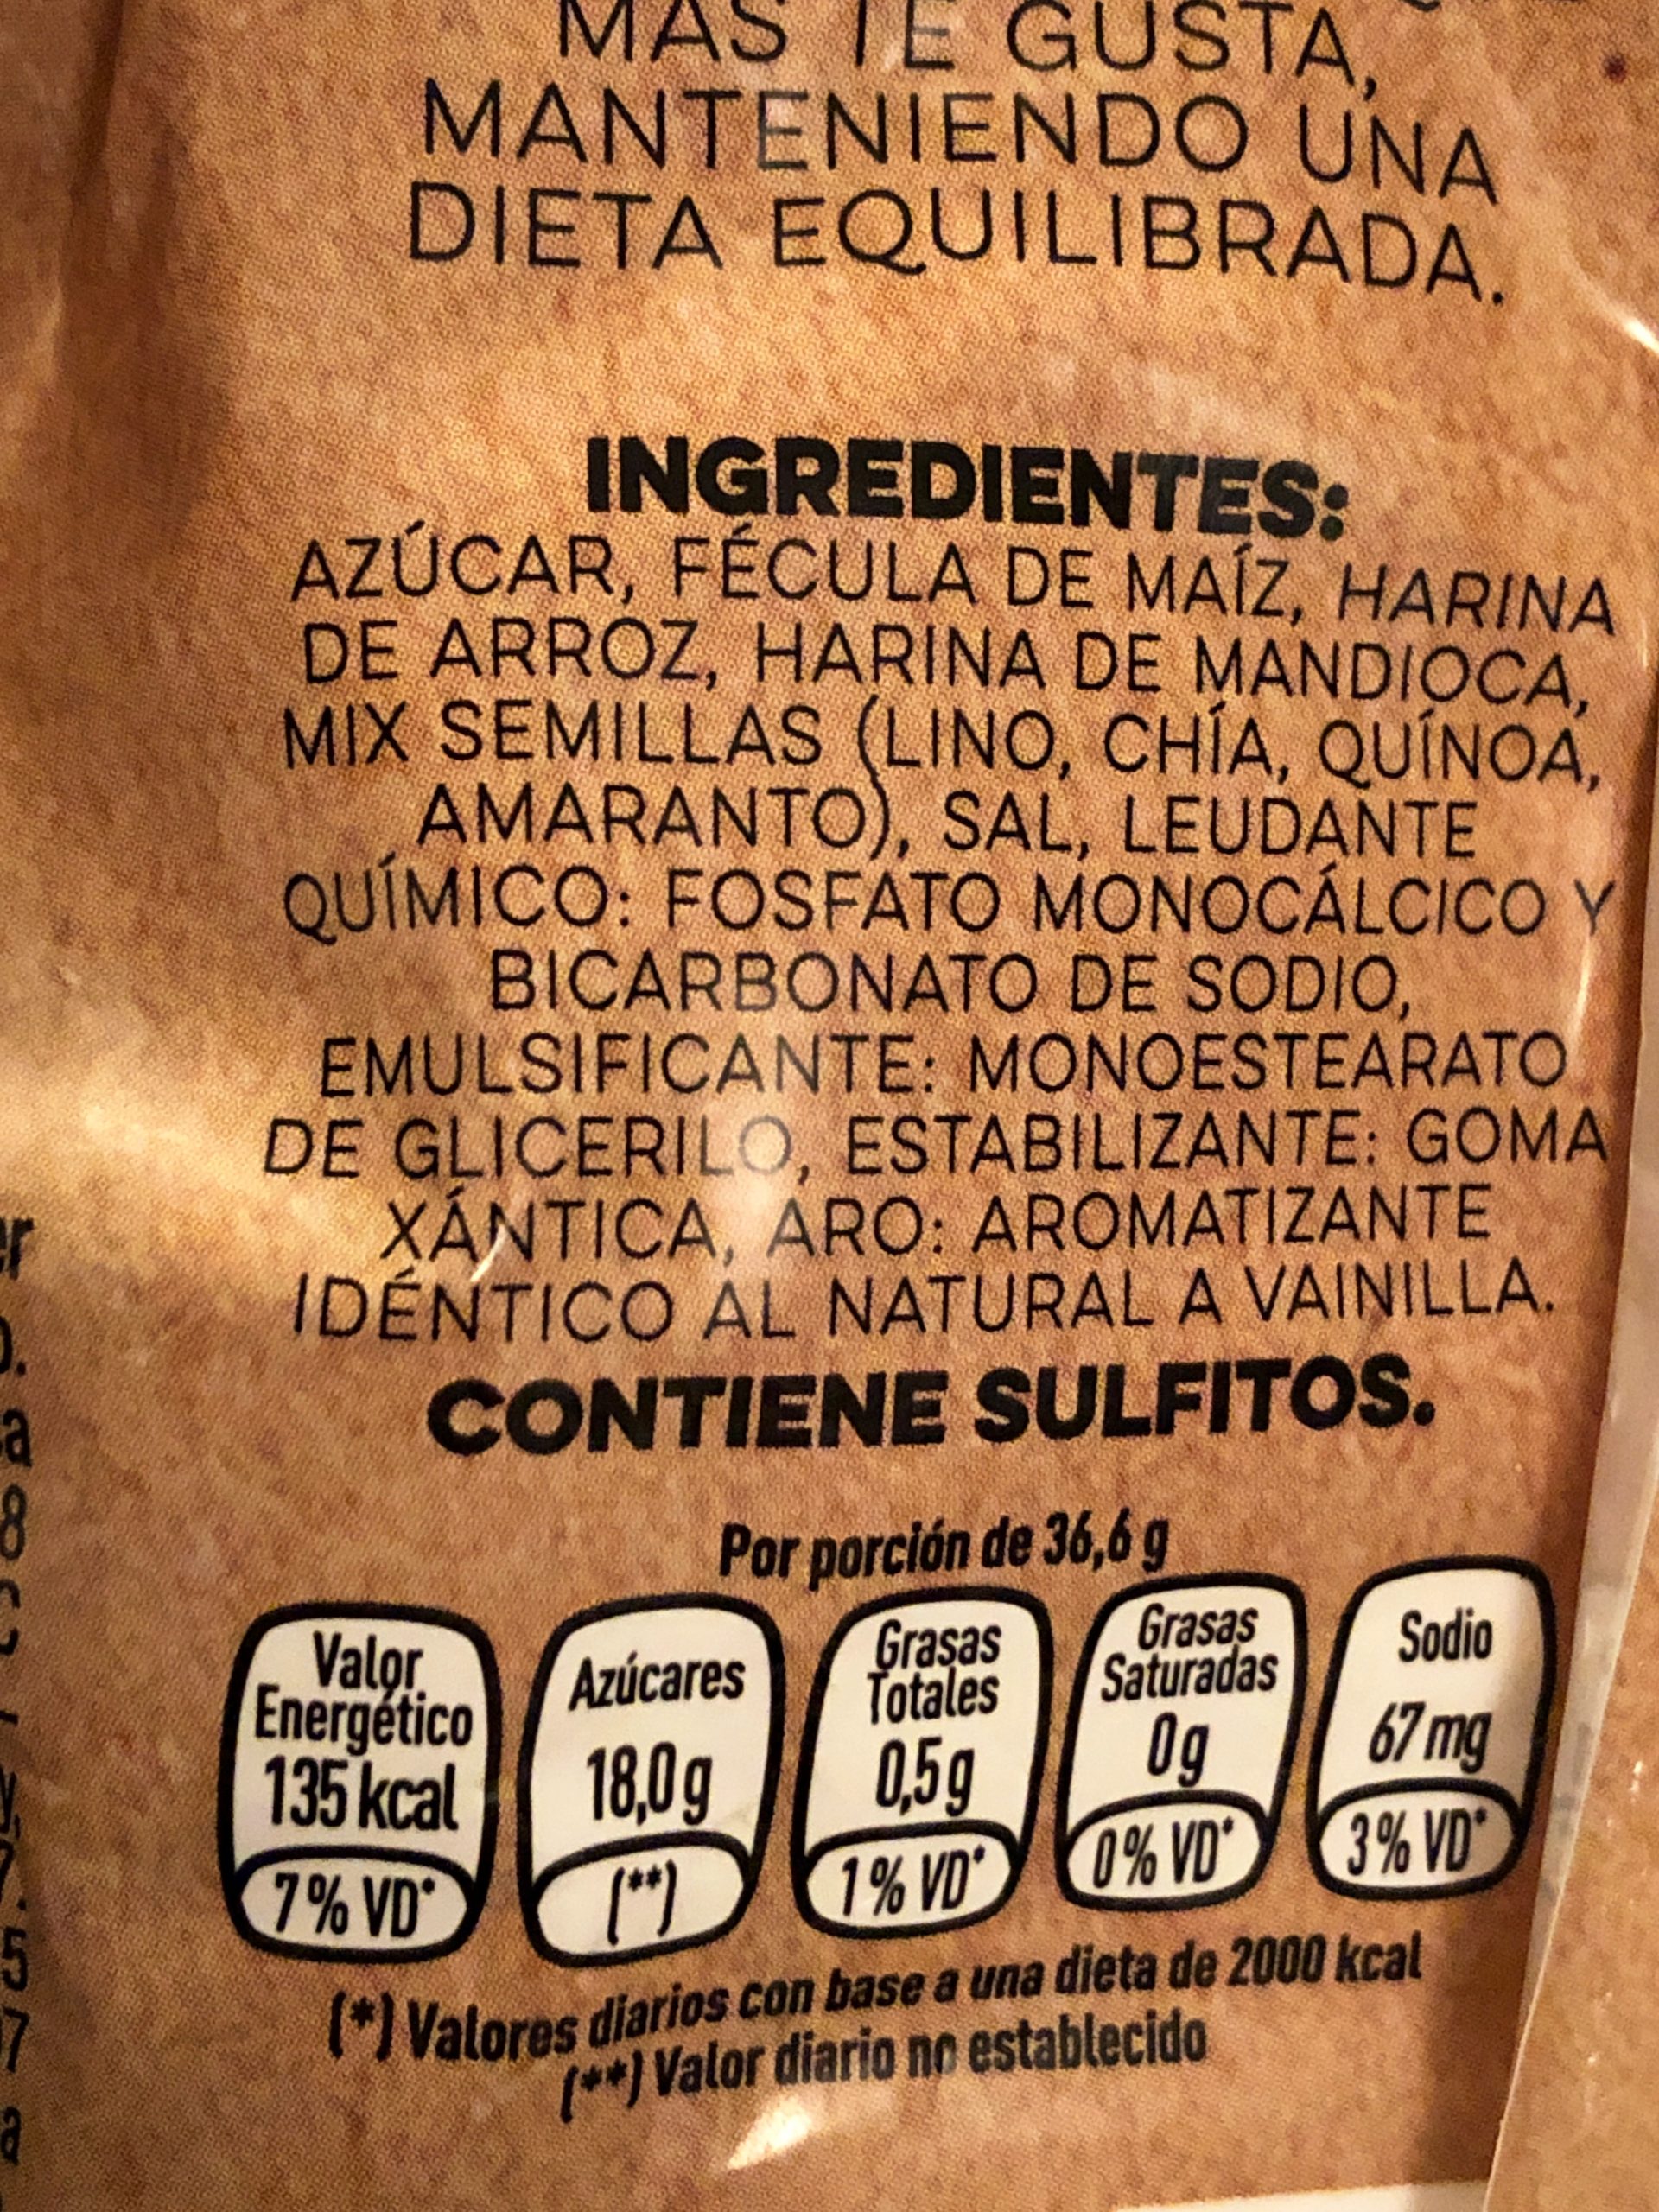 MÁS TE GUSTA,
MANTENIENDO UNA
DIETA EQUILIBRADA.
INGREDIENTES:
AZÚCAR, FÉCULA DE MAÍZ, HARINA
DE ARROZ, HARINA DE MANDIOCA,
MIX SEMILLAS (LINO, CHÍA, QUÍNOA,
AMARANTO), SAL, LEUDANTE
QUÍMICO: FOSFATO MONOCÁLCICO Y
BICARBONATO DE SODIO,
EMULSIFICANTE: MONOESTEARATO
DE GLICERILO, ESTABILIZANTE: GOMA
XÁNTICA, ARO: AROMATIZANTE
IDÉNTICO AL NATURAL A VAINILLA.
CONTIENE SULFITOS.
Por porción de 36,6 g
Valor Energético 135 kcal 7% VD*
Azúcares 18,0 g (**)
Grasas Totales 0,5 g 1% VD*
Grasas Saturadas 0 g 0% VD*
Sodio 67 mg 3% VD*
(*) Valores diarios con base a una dieta de 2000 kcal
(**) Valor diario no establecido